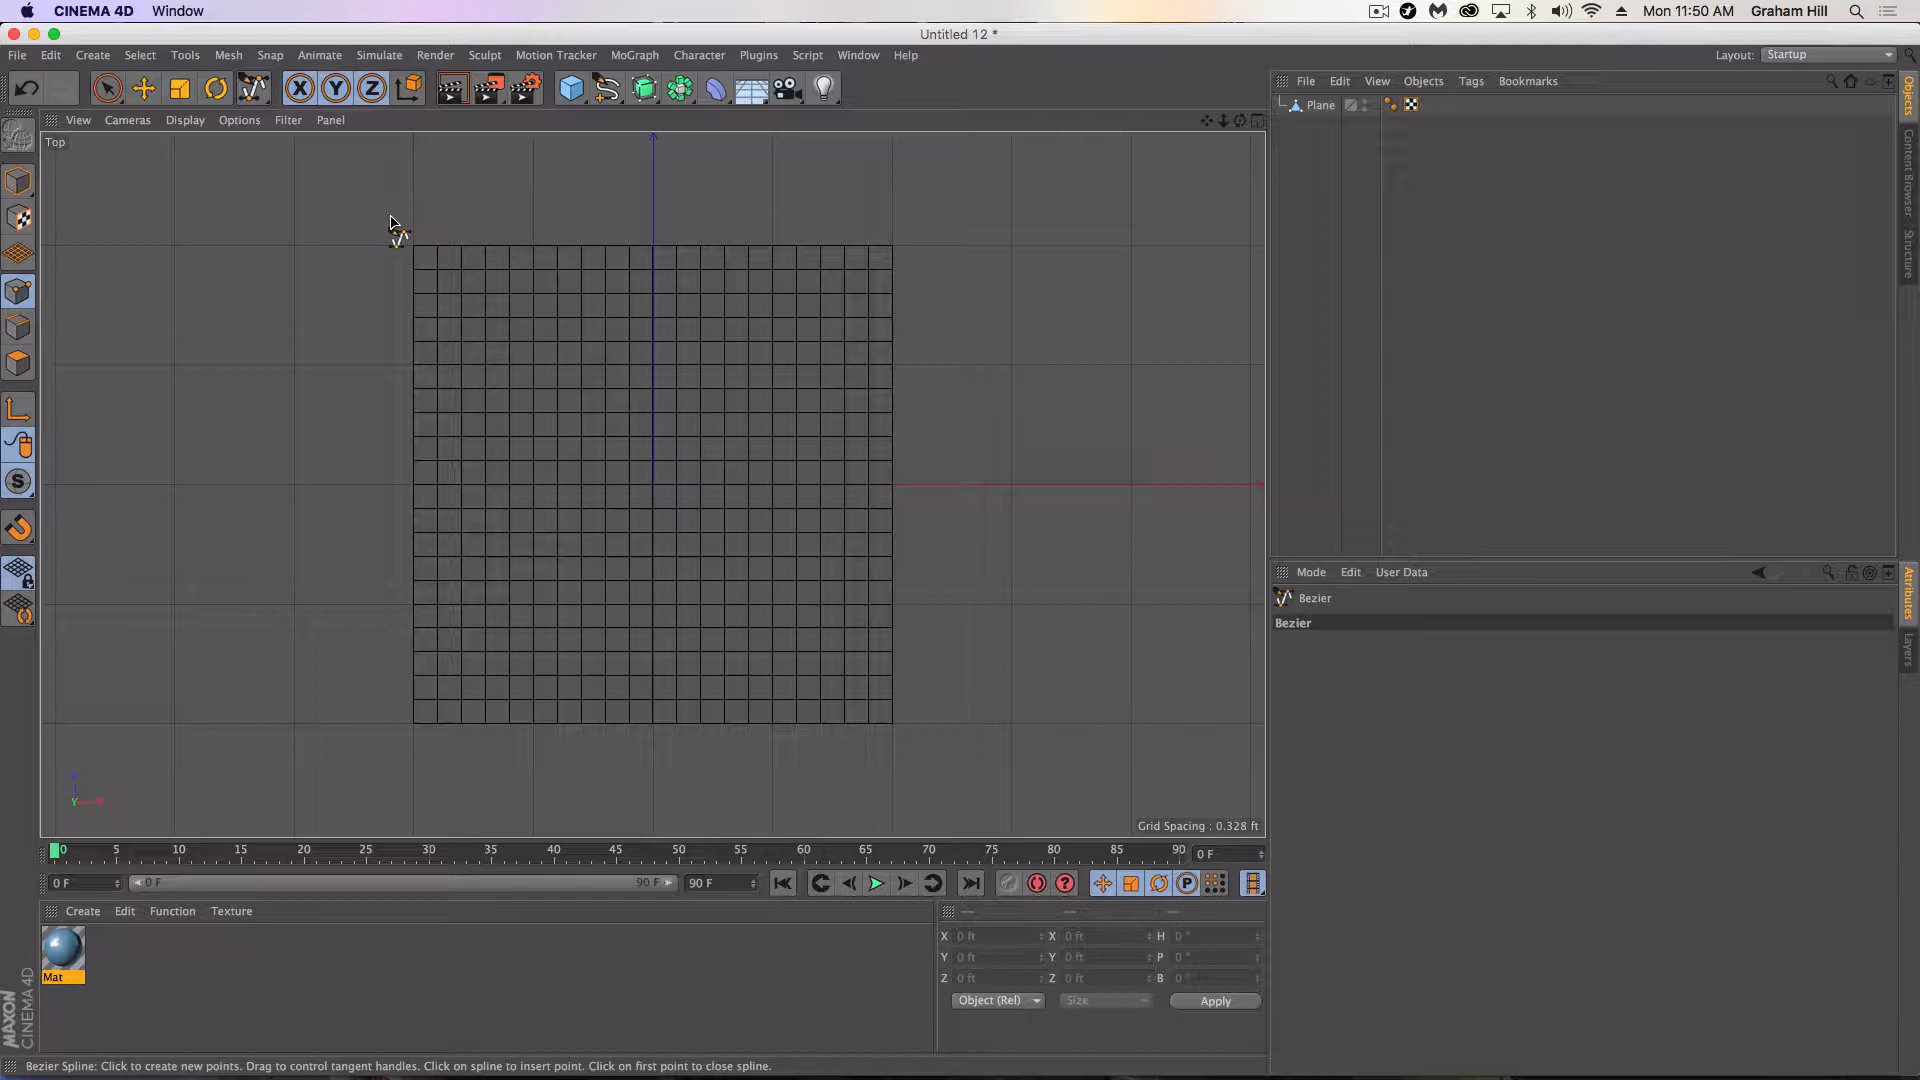 CINEMA 4D Window
Mon 11:50 AM Graham Hill
Untitled 12 *
File Edit Create Select Tools Mesh Snap Animate Simulate Render Sculpt Motion Tracker MoGraph Character Plugins Script Window Help
Layout: Startup
X Y Z
File Edit View Objects Tags Bookmarks
Plane
View Cameras Display Options Filter Panel
Top
Objects
Content Browser
Structure
S
Mode Edit User Data
Bezier
Bezier
Attributes
Layers
Y
Grid Spacing : 0.328 ft
0 5 10 15 20 25 30 35 40 45 50 55 60 65 70 75 80 85 90 0 F
0 F 0 F 90 F 90 F
P
Create Edit Function Texture
-- -- --
X 0 ft X 0 ft H 0 °
Y 0 ft Y 0 ft P 0 °
Z 0 ft Z 0 ft B 0 °
Object (Rel) Size Apply
Mat
MAXON
CINEMA 4D
Bezier Spline: Click to create new points. Drag to control tangent handles. Click on spline to insert point. Click on first point to close spline.